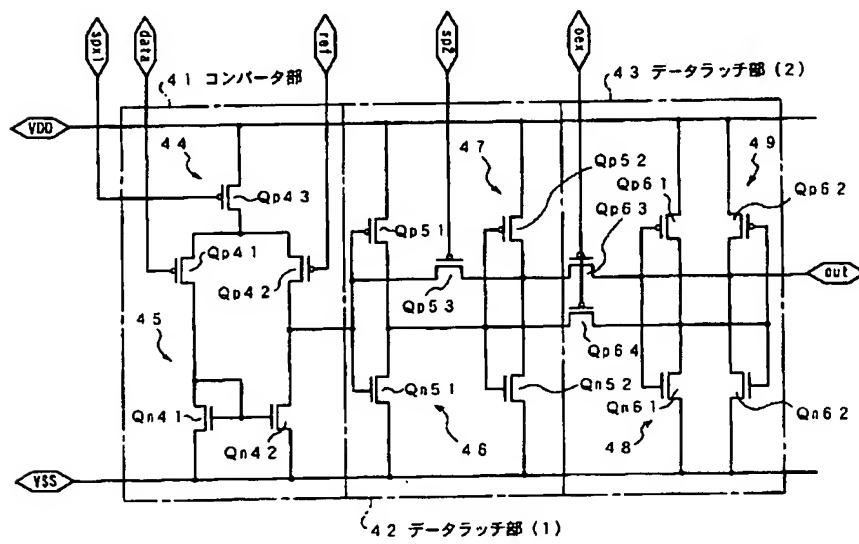 spx1
data
ref
sp2
oex
41 コンバータ部
43 データラッチ部 (2)
VDD
44
47
49
Qp43
Qp52
Qp61
Qp62
Qp51
Qp63
Qp41
Qp42
Qp53
out
45
Qp64
Qn41
Qn42
Qn51
Qn52
Qn61
Qn62
46
48
VSS
42 データラッチ部 (1)